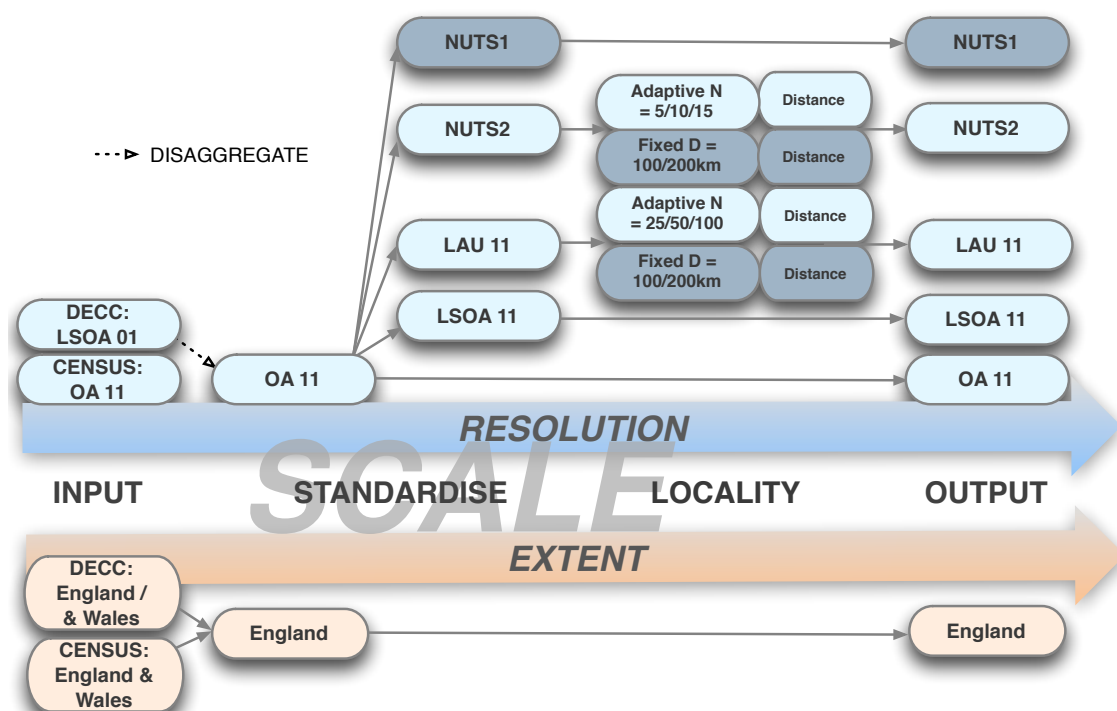 NUTS1
NUTS1
Adaptive N
= 5/10/15
Distance
NUTS2
NUTS2
DISAGGREGATE
Fixed D =
100/200km
Distance
Adaptive N
= 25/50/100
Distance
LAU 11
LAU 11
Fixed D =
100/200km
Distance
DECC:
LSOA 01
LSOA 11
LSOA 11
CENSUS:
OA 11
OA 11
OA 11
RESOLUTION
SCALE
INPUT
STANDARDISE
LOCALITY
OUTPUT
EXTENT
DECC:
England /
& Wales
England
England
CENSUS:
England &
Wales